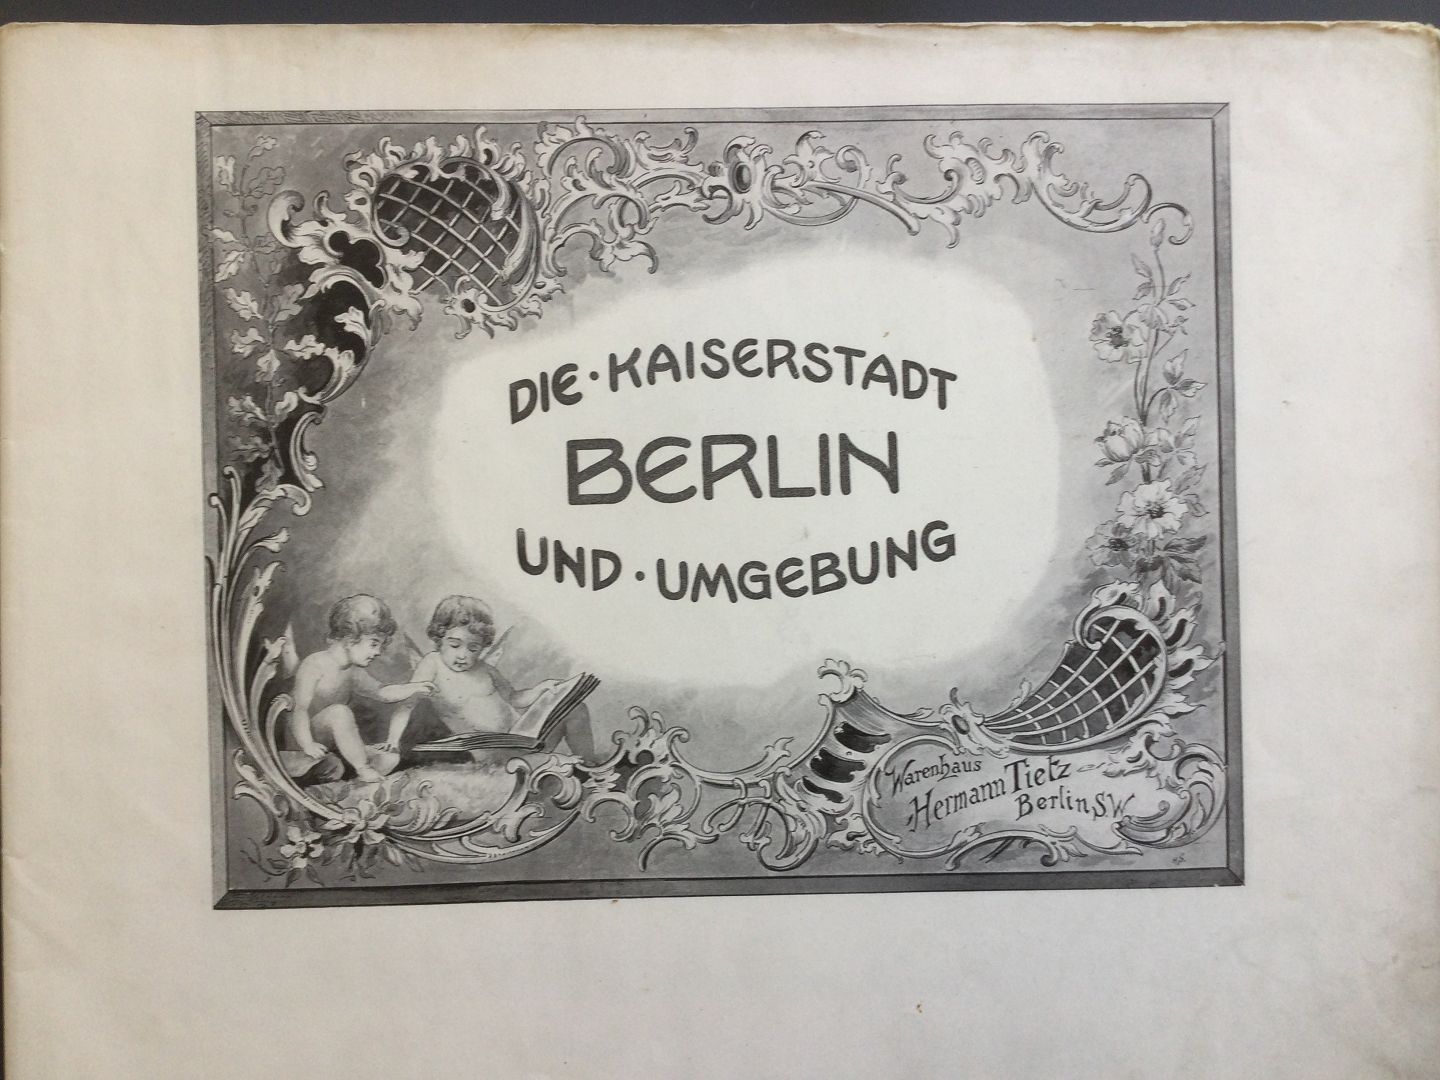 DIE·KAISERSTADT
BERLIN
UND·UMGEBUNG
Warenhaus
Hermann Tietz
Berlin S.W.